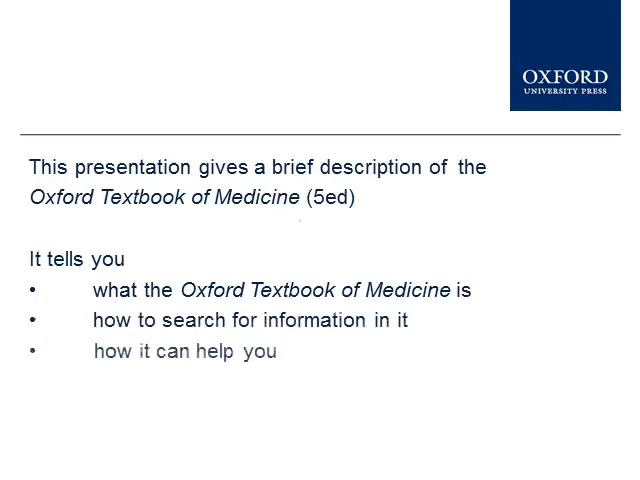 OXFORD
UNIVERSITY PRESS
This presentation gives a brief description of the
Oxford Textbook of Medicine (5ed)
It tells you
• what the Oxford Textbook of Medicine is
• how to search for information in it
• how it can help you